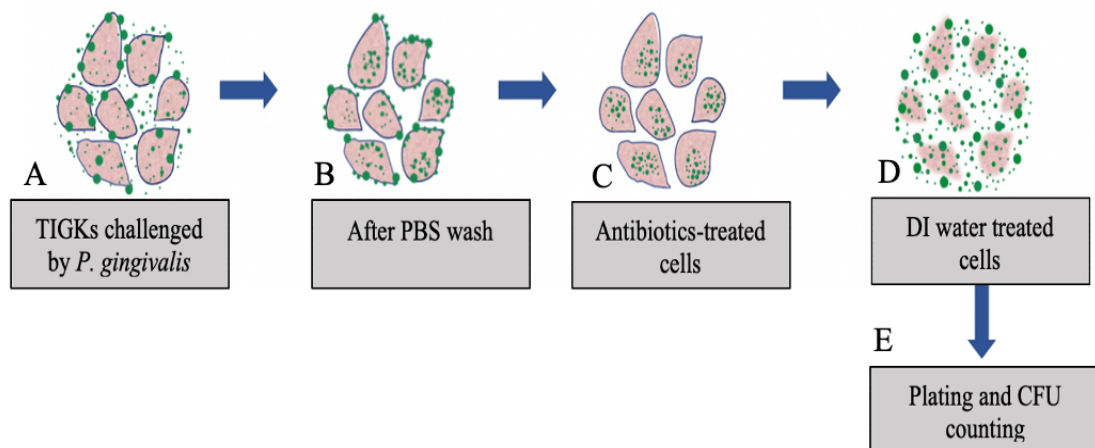 A
TIGKs challenged
by P. gingivalis
B
After PBS wash
C
Antibiotics-treated
cells
D
DI water treated
cells
E
Plating and CFU
counting